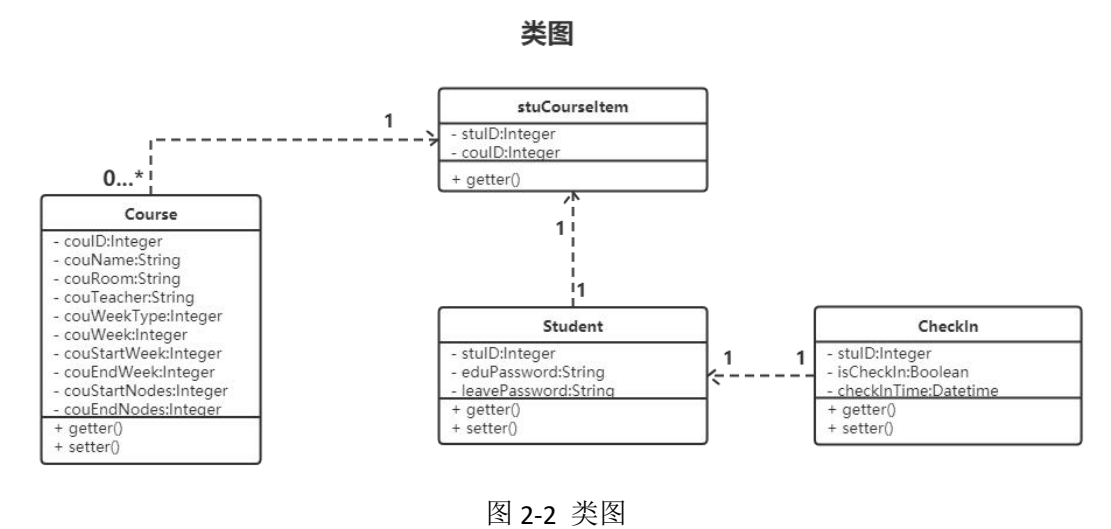 类图
stuCourseItem
- stuID:Integer
- couID:Integer
+ getter()
1
0...*
Course
- couID:Integer
- couName:String
- couRoom:String
- couTeacher:String
- couWeekType:Integer
- couWeek:Integer
- couStartWeek:Integer
- couEndWeek:Integer
- couStartNodes:Integer
- couEndNodes:Integer
+ getter()
+ setter()
1
1
Student
- stuID:Integer
- eduPassword:String
- leavePassword:String
+ getter()
+ setter()
1
1
CheckIn
- stuID:Integer
- isCheckIn:Boolean
- checkInTime:Datetime
+ getter()
+ setter()
图 2-2 类图